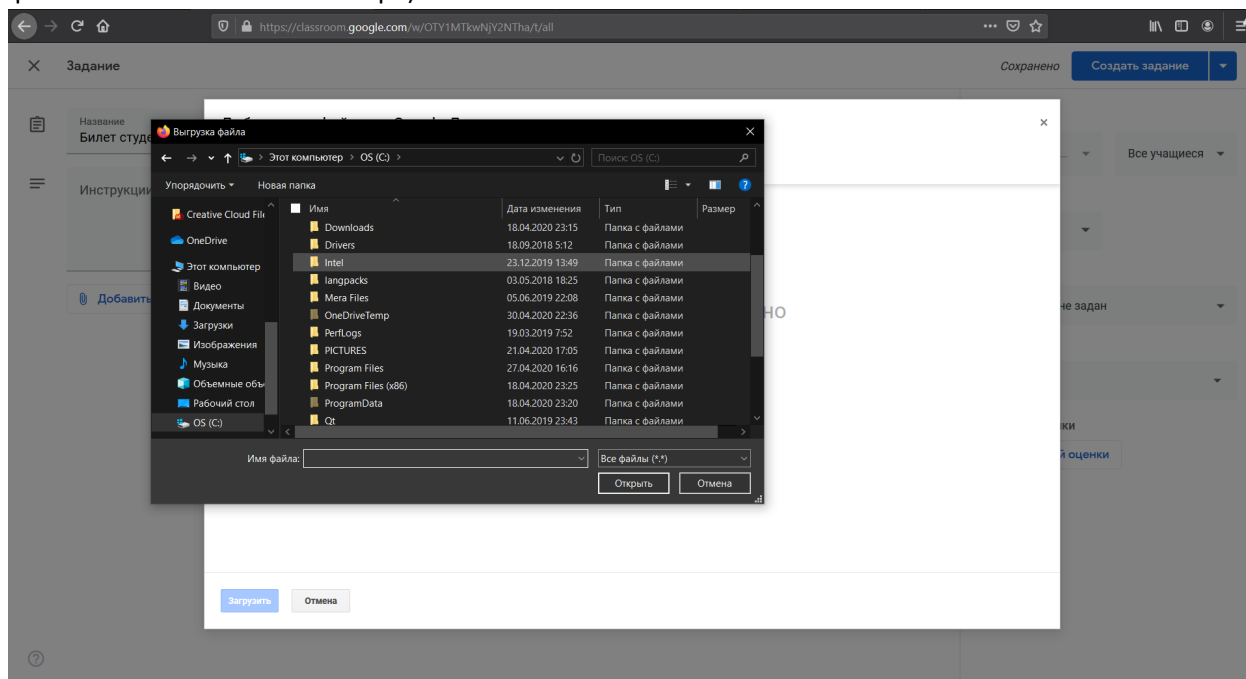 https://classroom.google.com/w/OTY1MTkwNjY2NTha/t/all
Задание
Сохранено
Создать задание
Название
Билет студе
Все учащиеся
Инструкции
Добавить
не задан
но
ки
й оценки
Выгрузка файла
Этот компьютер > OS (C:) >
Поиск: OS (C:)
Упорядочить
Новая папка
Creative Cloud File
OneDrive
Этот компьютер
Видео
Документы
Загрузки
Изображения
Музыка
Объемные объ
Рабочий стол
OS (C:)
Имя Дата изменения Тип Размер
Downloads 18.04.2020 23:15 Папка с файлами
Drivers 18.09.2018 5:12 Папка с файлами
Intel 23.12.2019 13:49 Папка с файлами
langpacks 03.05.2018 18:25 Папка с файлами
Mera Files 05.06.2019 22:08 Папка с файлами
OneDriveTemp 30.04.2020 22:36 Папка с файлами
PerfLogs 19.03.2019 7:52 Папка с файлами
PICTURES 21.04.2020 17:05 Папка с файлами
Program Files 27.04.2020 16:16 Папка с файлами
Program Files (x86) 18.04.2020 23:25 Папка с файлами
ProgramData 18.04.2020 23:20 Папка с файлами
Qt 11.06.2019 23:43 Папка с файлами
Имя файла:
Все файлы (*.*)
Открыть
Отмена
Загрузить
Отмена